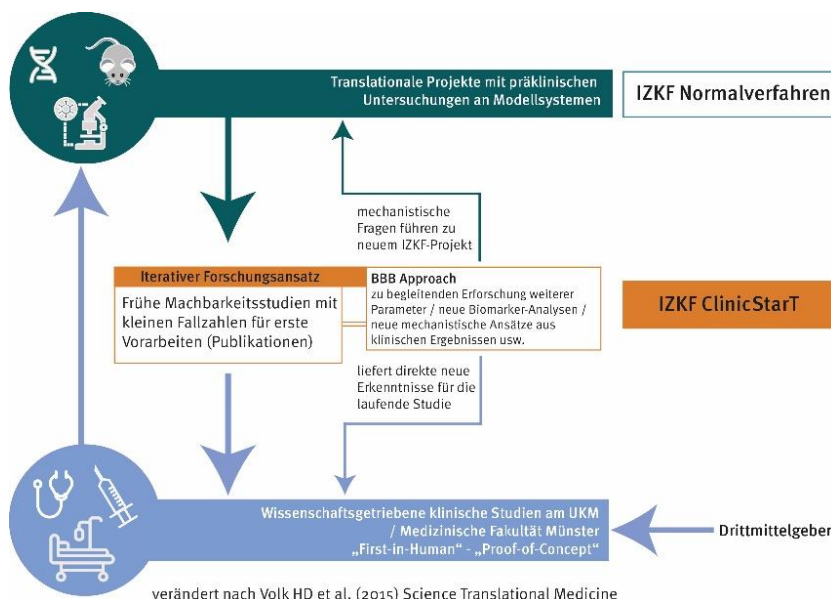 Translationale Projekte mit präklinischen
Untersuchungen an Modellsystemen
IZKF Normalverfahren
mechanistische
Fragen führen zu
neuem IZKF-Projekt
Iterativer Forschungsansatz
Frühe Machbarkeitsstudien mit
kleinen Fallzahlen für erste
Vorarbeiten (Publikationen)
BBB Approach
zu begleitenden Erforschung weiterer
Parameter / neue Biomarker-Analysen /
neue mechanistische Ansätze aus
klinischen Ergebnissen usw.
IZKF ClinicStarT
liefert direkte neue
Erkenntnisse für die
laufende Studie
Wissenschaftsgetriebene klinische Studien am UKM
/ Medizinische Fakultät Münster
„First-in-Human“ - „Proof-of-Concept“
Drittmittelgeber
verändert nach Volk HD et al. (2015) Science Translational Medicine